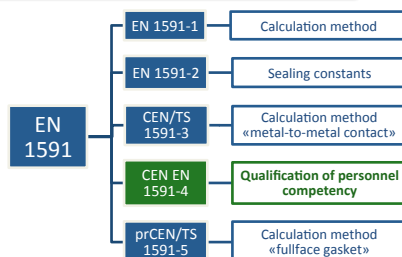 EN 1591-1
Calculation method
EN 1591-2
Sealing constants
EN
1591
CEN/TS
1591-3
Calculation method
«metal-to-metal contact»
CEN EN
1591-4
Qualification of personnel
competency
prCEN/TS
1591-5
Calculation method
«fullface gasket»